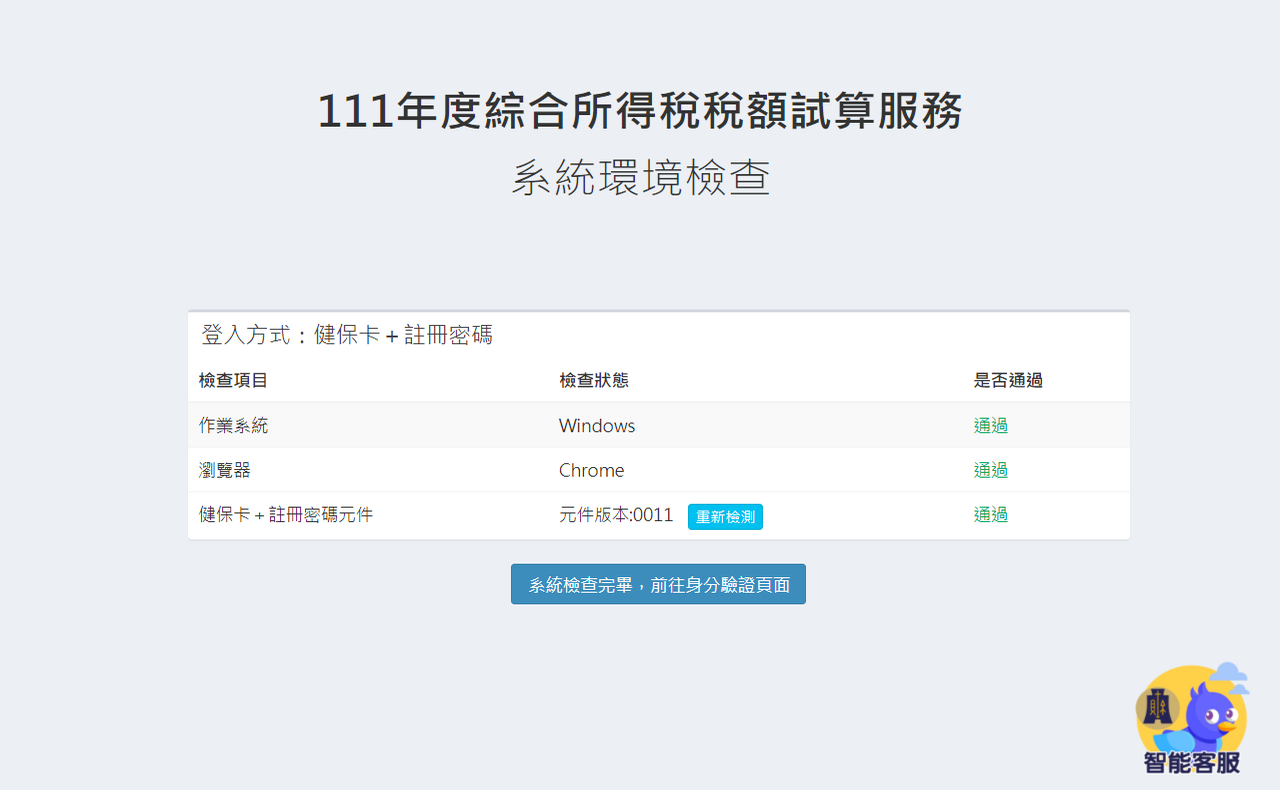 111年度綜合所得稅稅額試算服務
系統環境檢查
登入方式：健保卡＋註冊密碼
檢查項目 檢查狀態 是否通過
作業系統 Windows 通過
瀏覽器 Chrome 通過
健保卡＋註冊密碼元件 元件版本:0011 重新檢測 通過
系統檢查完畢，前往身分驗證頁面
智能客服